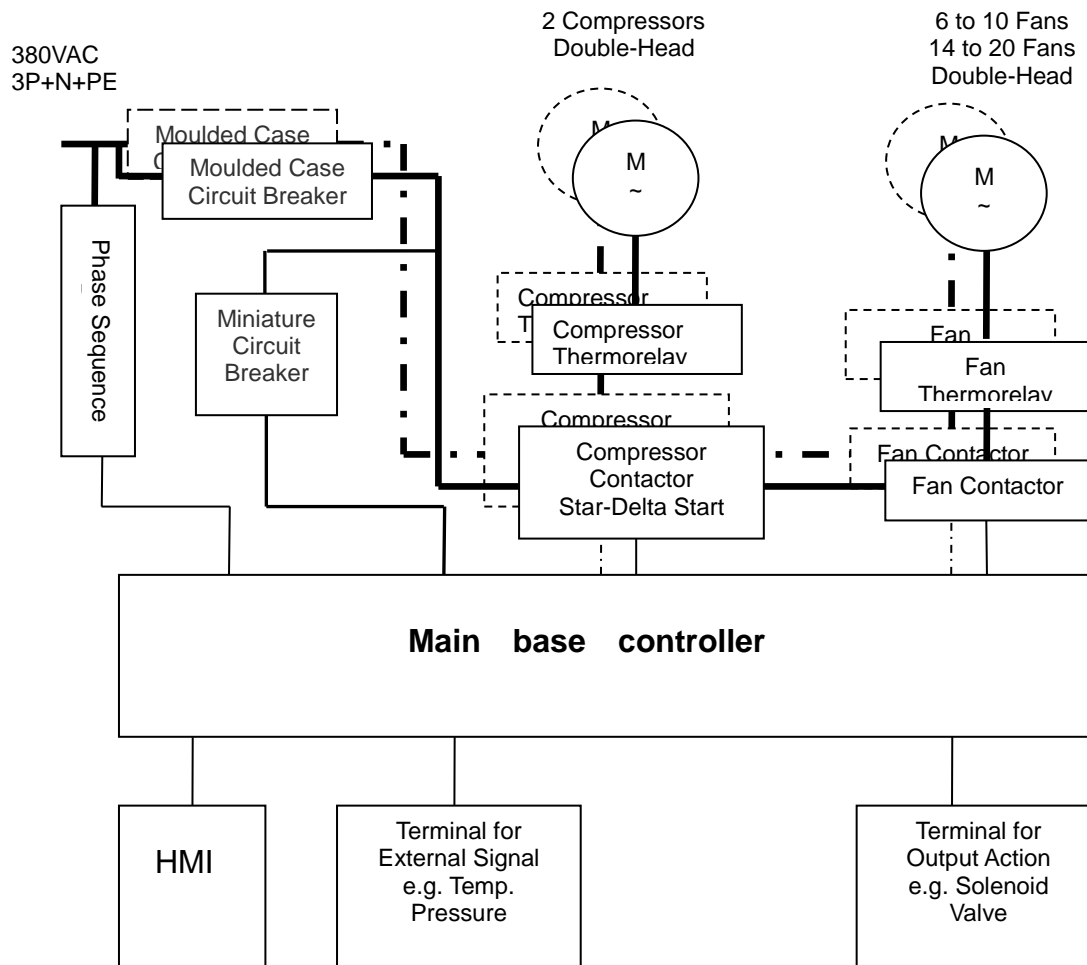 2 Compressors
Double-Head
6 to 10 Fans
14 to 20 Fans
Double-Head
380VAC
3P+N+PE
Moulded Case
Moulded Case
Circuit Breaker
M
M
~
M
M
~
Phase Sequence
Miniature
Circuit
Breaker
Compressor
Compressor
Thermorelay
Fan
Fan
Thermorelay
Compressor
Compressor
Contactor
Star-Delta Start
Fan Contactor
Fan Contactor
Main base controller
HMI
Terminal for
External Signal
e.g. Temp.
Pressure
Terminal for
Output Action
e.g. Solenoid
Valve